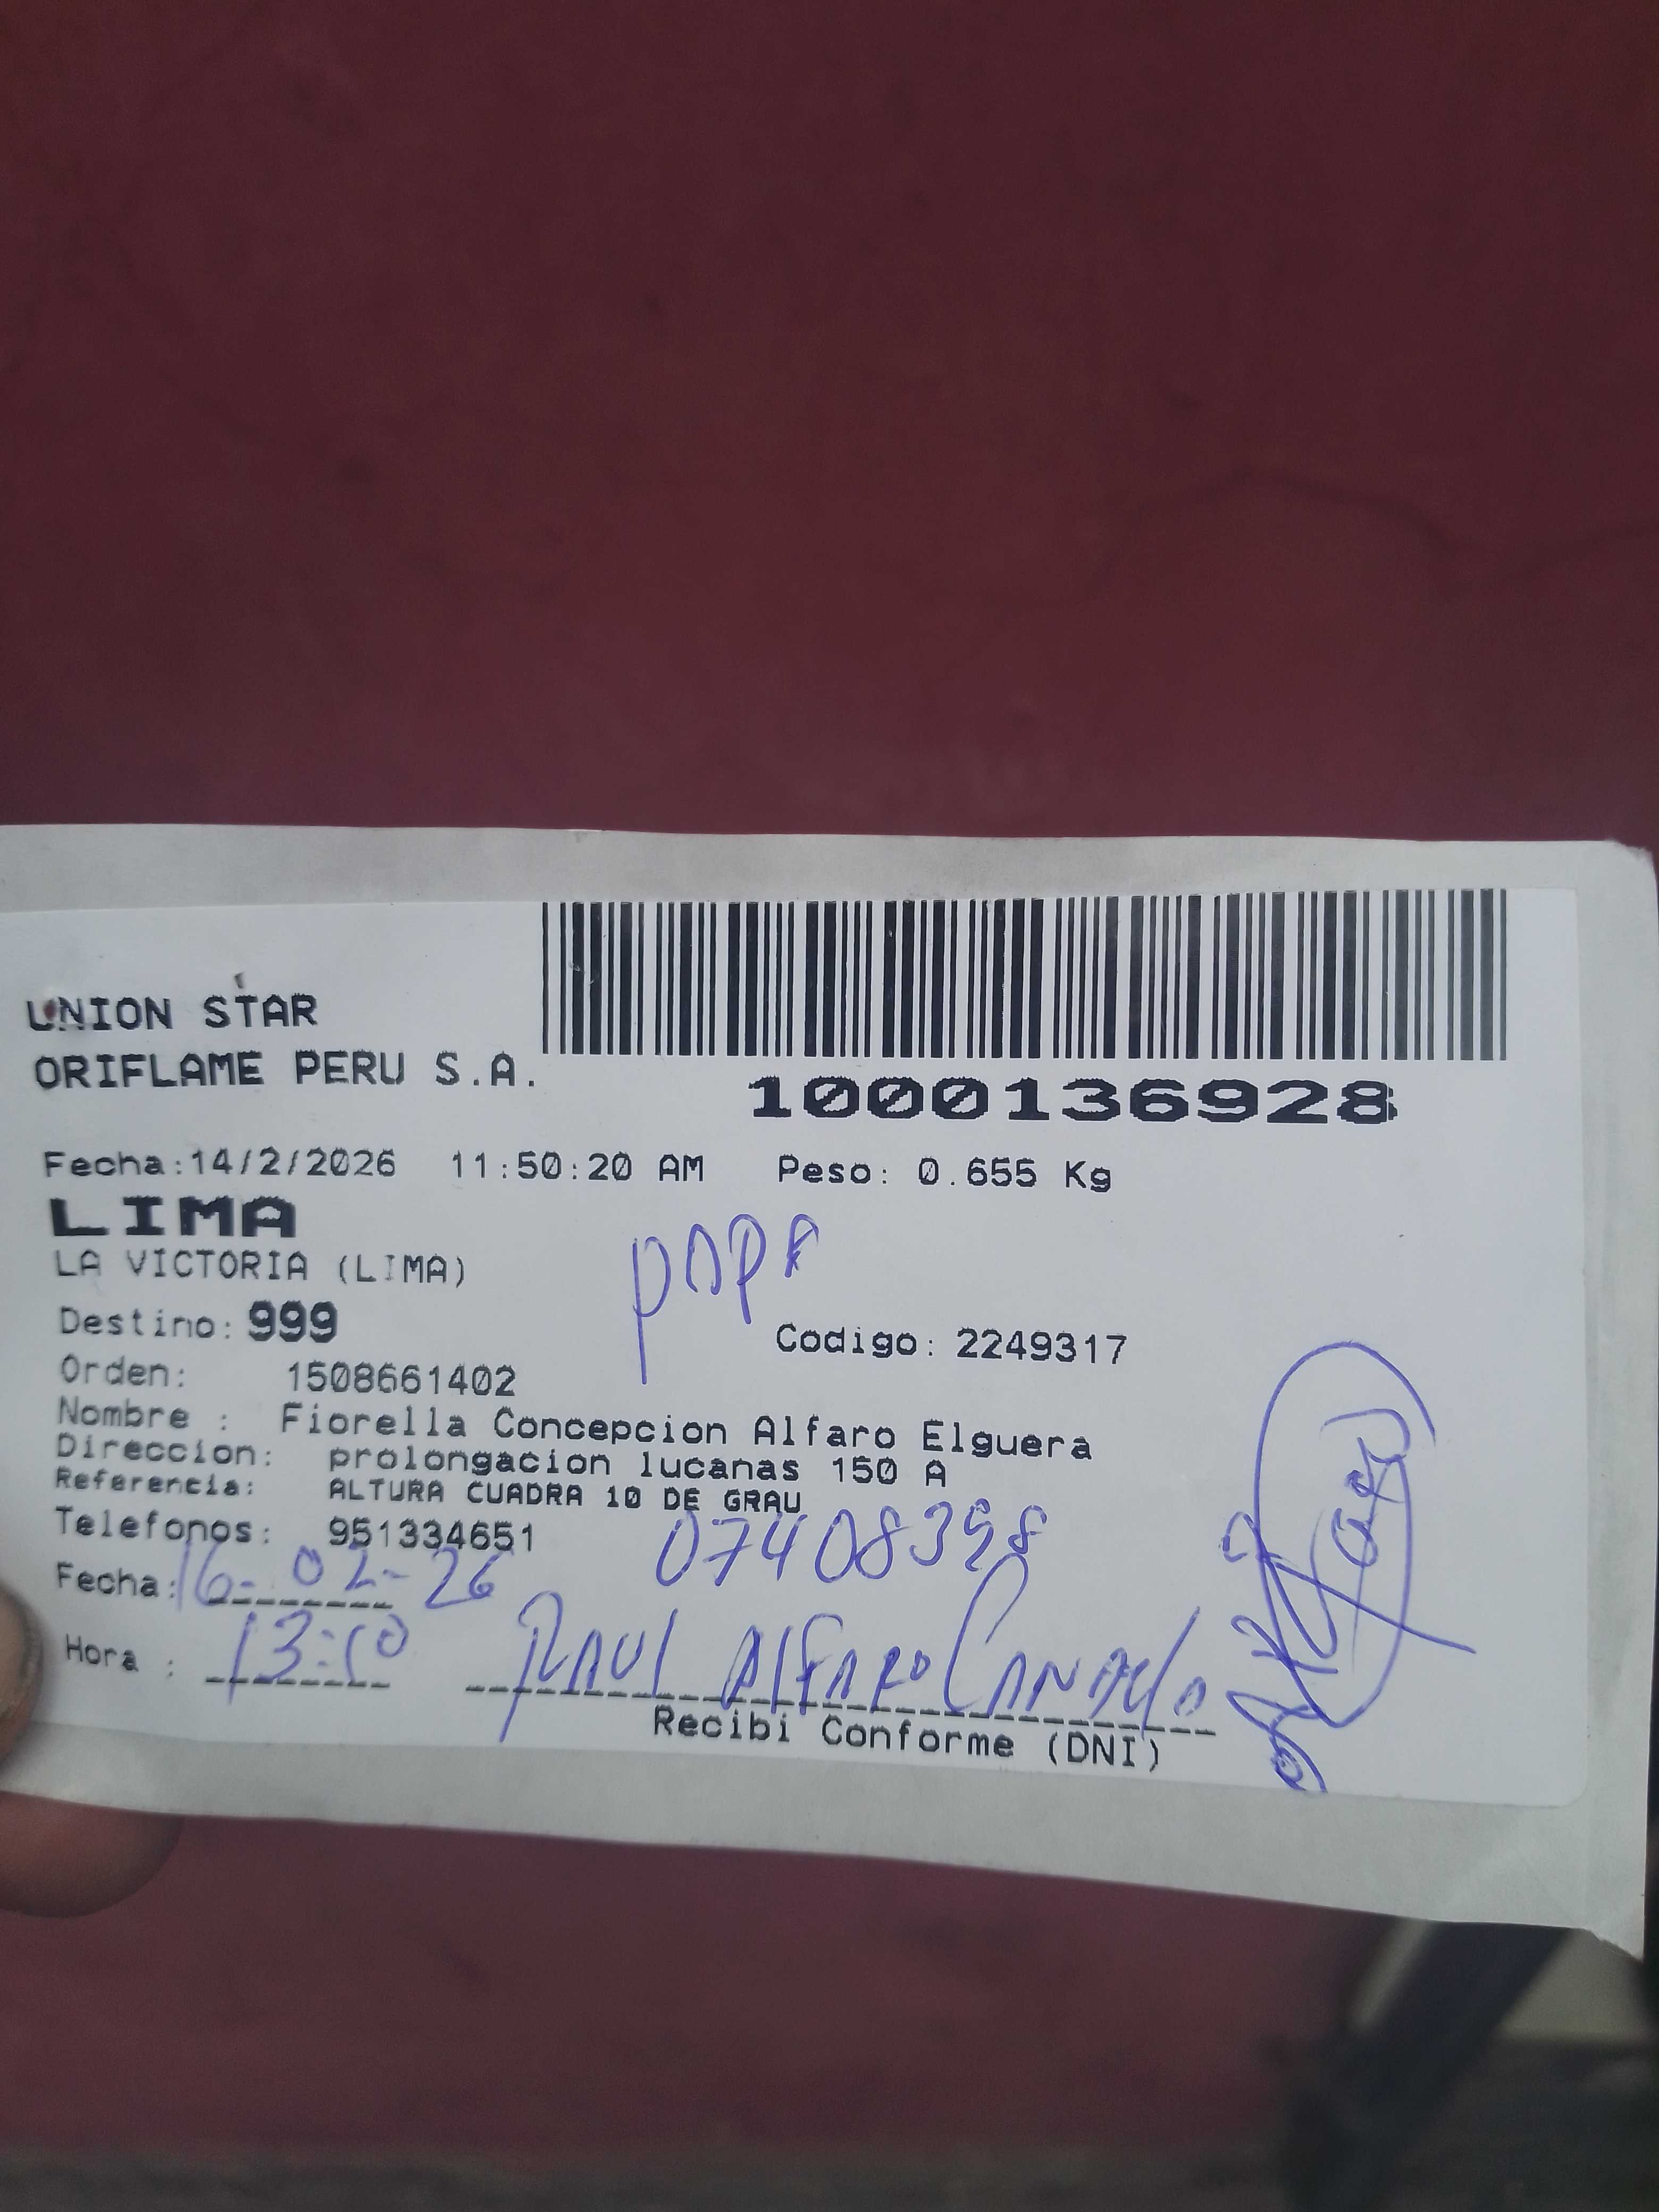 UNION STAR
ORIFLAME PERU S.A.
1000136928
Fecha:14/2/2026 11:50:20 AM Peso: 0.655 Kg
LIMA
LA VICTORIA (LIMA)
papa
Destino: 999
Codigo: 2249317
Orden: 1508661402
Nombre : Fiorella Concepcion Alfaro Elguera
Direccion: prolongacion lucanas 150 A
Referencia: ALTURA CUADRA 10 DE GRAU
Telefonos: 951334651
07408398
Fecha: 16-02-26
Hora : 13:10
RAUl AlFARO
Recibi Conforme (DNI)